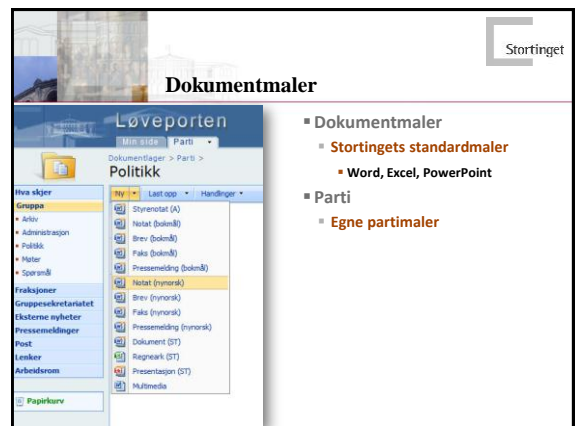 Stortinget
Dokumentmaler
Løveporten
Min side Parti
Dokumentlager > Parti >
Politikk
Hva skjer
Gruppa
Arkiv
Administrasjon
Politikk
Møter
Spørsmål
Fraksjoner
Gruppesekretariatet
Eksterne nyheter
Pressemeldinger
Post
Lenker
Arbeidsrom
Papirkurv
Ny Last opp Handlinger
Styrenotat (A)
Notat (bokmål)
Brev (bokmål)
Faks (bokmål)
Pressemelding (bokmål)
Notat (nynorsk)
Brev (nynorsk)
Faks (nynorsk)
Pressemelding (nynorsk)
Dokument (ST)
Regneark (ST)
Presentasjon (ST)
Multimedia
Dokumentmaler
Stortingets standardmaler
Word, Excel, PowerPoint
Parti
Egne partimaler